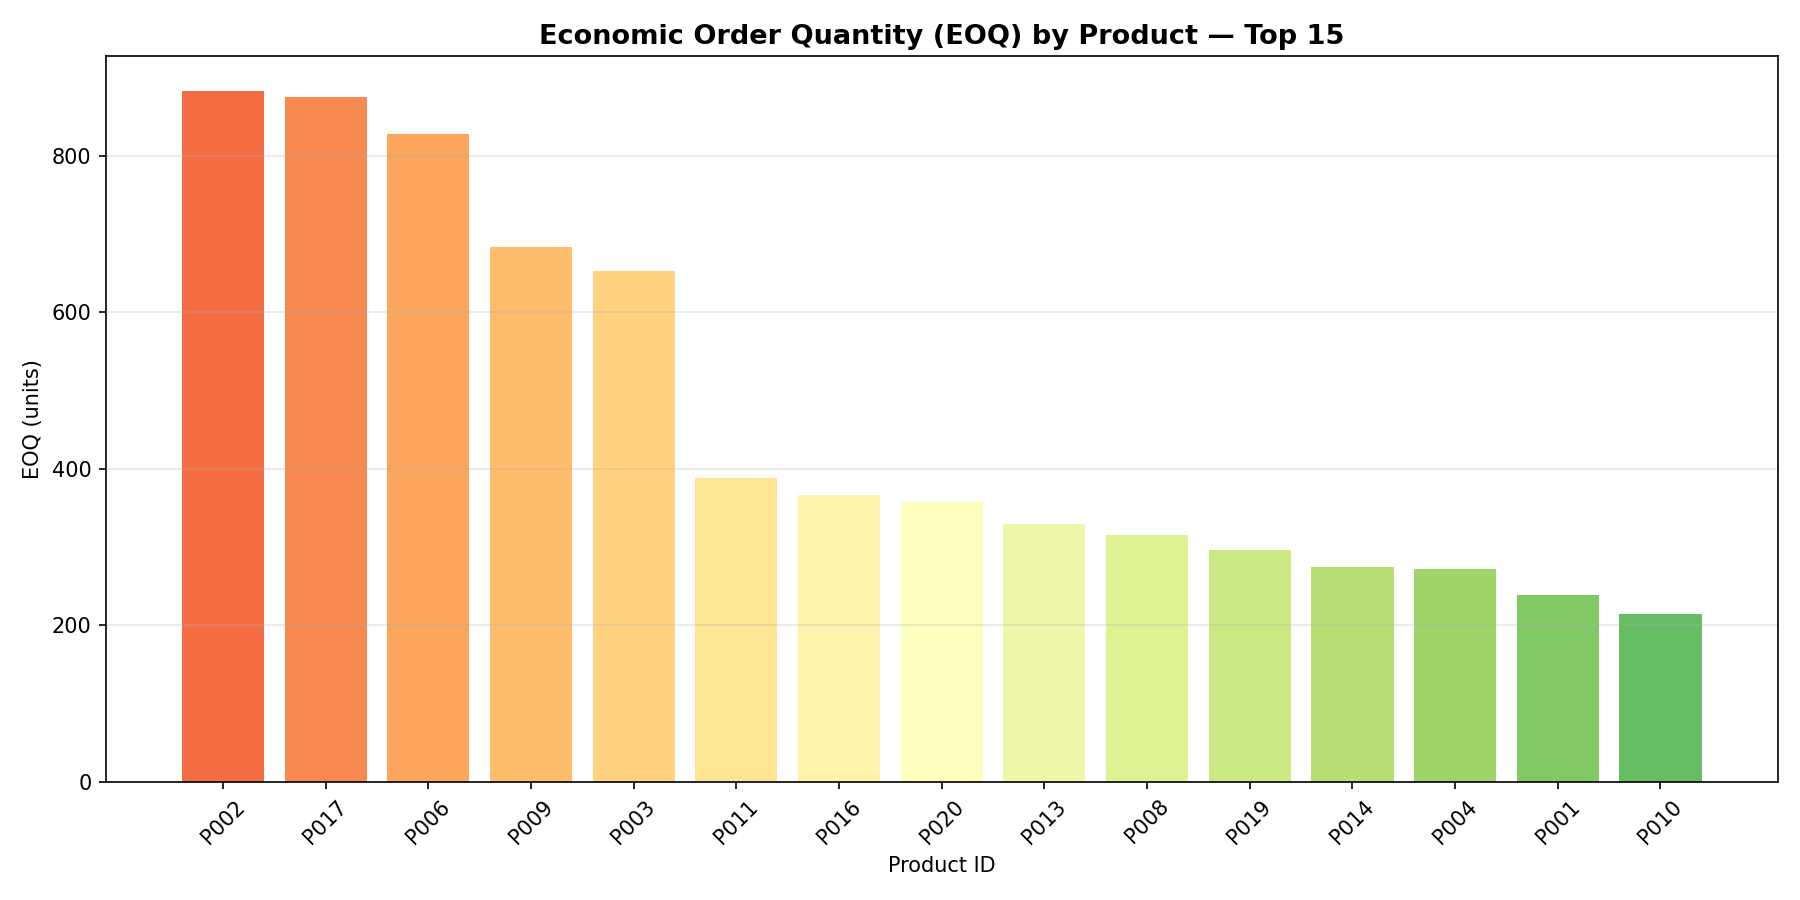 Economic Order Quantity (EOQ) by Product — Top 15
EOQ (units)
800
600
400
200
0
P002
P017
P006
P009
P003
P011
P016
P020
P013
P008
P019
P014
P004
P001
P010
Product ID